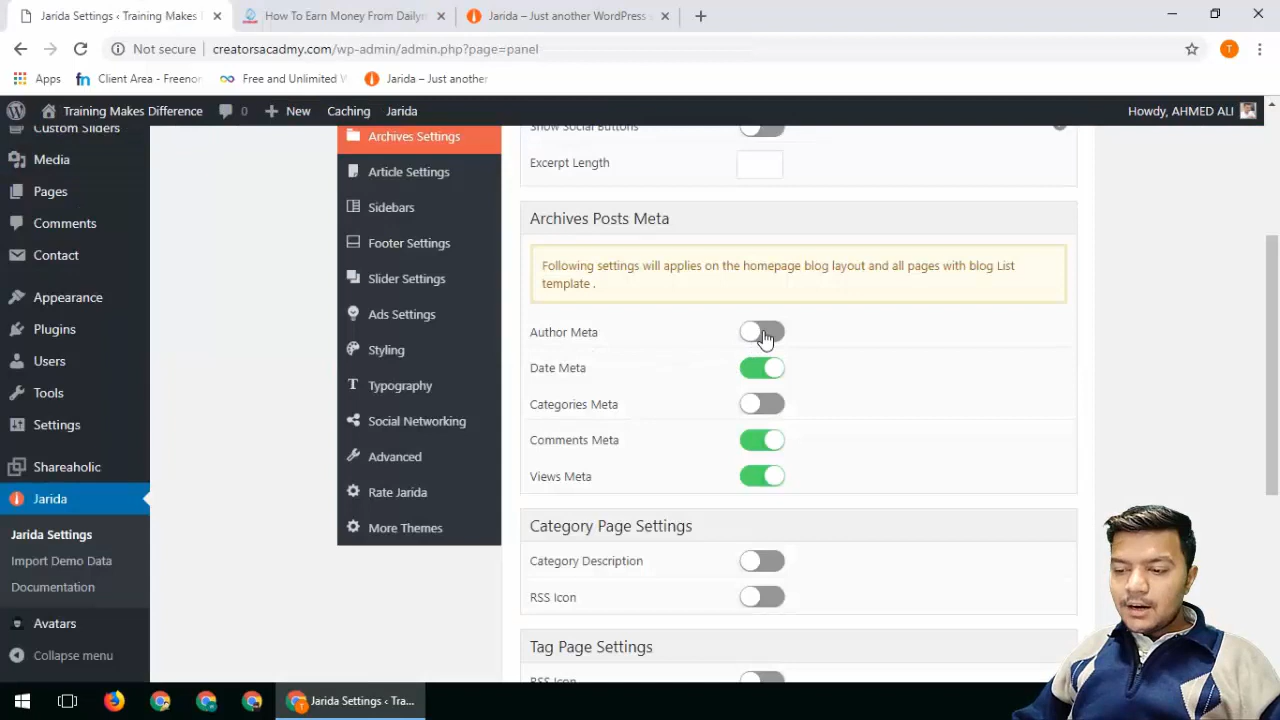 Jarida Settings ‹ Training Makes
How To Earn Money From Dailym
Jarida – Just another WordPress s
Not secure
creatorsacadmy.com/wp-admin/admin.php?page=panel
Apps
Client Area - Freenor
Free and Unlimited V
Jarida – Just another
Training Makes Difference
0
New
Caching
Jarida
Howdy, AHMED ALI
Custom Sliders
Media
Pages
Comments
Contact
Appearance
Plugins
Users
Tools
Settings
Shareaholic
Jarida
Jarida Settings
Import Demo Data
Documentation
Avatars
Collapse menu
Archives Settings
Article Settings
Sidebars
Footer Settings
Slider Settings
Ads Settings
Styling
Typography
Social Networking
Advanced
Rate Jarida
More Themes
Show Social Buttons
Excerpt Length
Archives Posts Meta
Following settings will applies on the homepage blog layout and all pages with blog List
template .
Author Meta
Date Meta
Categories Meta
Comments Meta
Views Meta
Category Page Settings
Category Description
RSS Icon
Tag Page Settings
RSS Icon
Jarida Settings ‹ Tra...